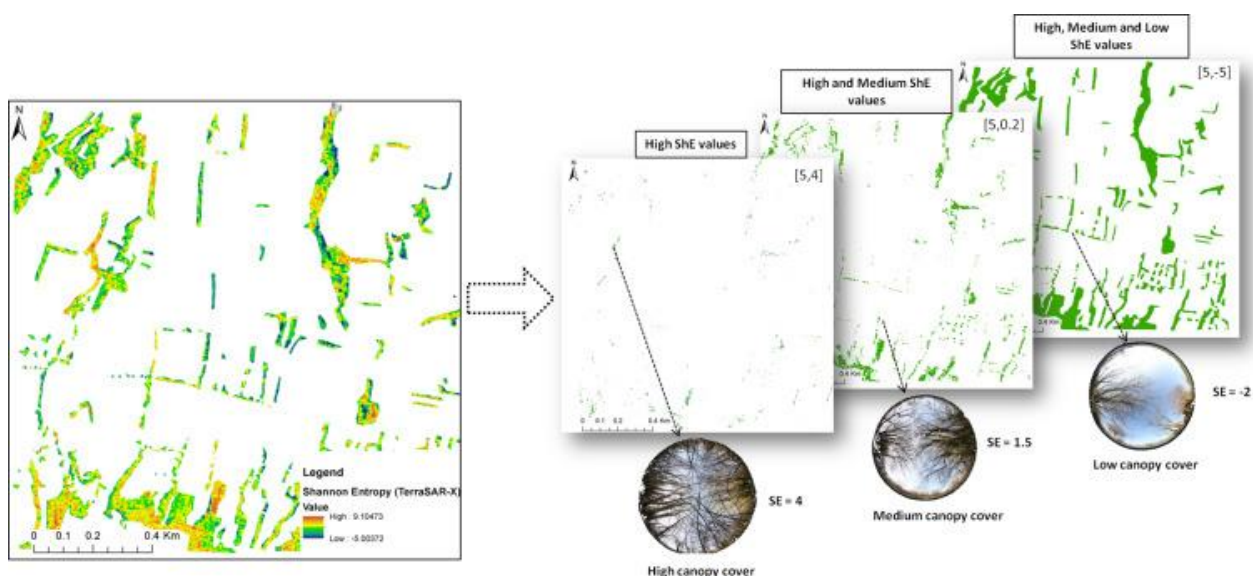 N
Legend
Shannon Entropy (TerraSAR-X)
Value
High : 9.10473
Low : -5.00373
0 0.1 0.2 0.4 Km
High ShE values
N
[5,4]
0 0.1 0.2 0.4 Km
High and Medium ShE
values
N
[5,0.2]
0.4 Km
High, Medium and Low
ShE values
N
[5,-5]
0.4 Km
SE = 4
High canopy cover
SE = 1.5
Medium canopy cover
SE = -2
Low canopy cover